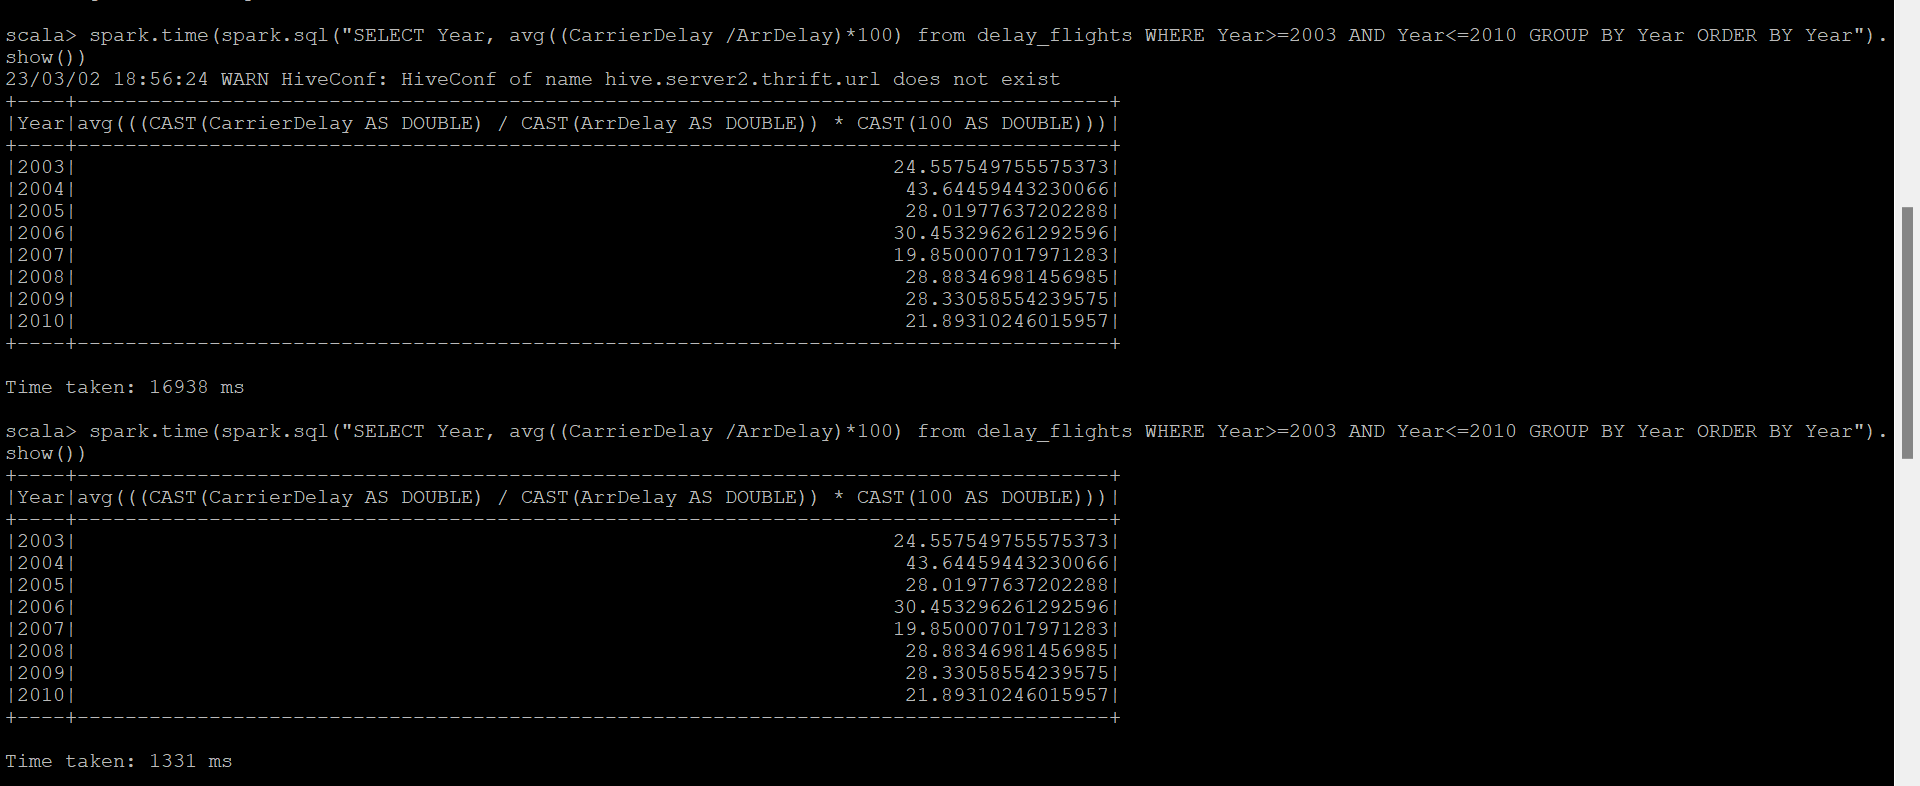 scala> spark.time(spark.sql("SELECT Year, avg((CarrierDelay /ArrDelay)*100) from delay_flights WHERE Year>=2003 AND Year<=2010 GROUP BY Year ORDER BY Year").
show())
23/03/02 18:56:24 WARN HiveConf: HiveConf of name hive.server2.thrift.url does not exist
+----+--------------------------------------------------------------------------------------+
|Year|avg(((CAST(CarrierDelay AS DOUBLE) / CAST(ArrDelay AS DOUBLE)) * CAST(100 AS DOUBLE)))|
+----+--------------------------------------------------------------------------------------+
|2003|                                                                    24.557549755575373|
|2004|                                                                     43.64459443230066|
|2005|                                                                     28.01977637202288|
|2006|                                                                    30.453296261292596|
|2007|                                                                    19.850007017971283|
|2008|                                                                     28.88346981456985|
|2009|                                                                     28.33058554239575|
|2010|                                                                     21.89310246015957|
+----+--------------------------------------------------------------------------------------+
Time taken: 16938 ms
scala> spark.time(spark.sql("SELECT Year, avg((CarrierDelay /ArrDelay)*100) from delay_flights WHERE Year>=2003 AND Year<=2010 GROUP BY Year ORDER BY Year").
show())
+----+--------------------------------------------------------------------------------------+
|Year|avg(((CAST(CarrierDelay AS DOUBLE) / CAST(ArrDelay AS DOUBLE)) * CAST(100 AS DOUBLE)))|
+----+--------------------------------------------------------------------------------------+
|2003|                                                                    24.557549755575373|
|2004|                                                                     43.64459443230066|
|2005|                                                                     28.01977637202288|
|2006|                                                                    30.453296261292596|
|2007|                                                                    19.850007017971283|
|2008|                                                                     28.88346981456985|
|2009|                                                                     28.33058554239575|
|2010|                                                                     21.89310246015957|
+----+--------------------------------------------------------------------------------------+
Time taken: 1331 ms